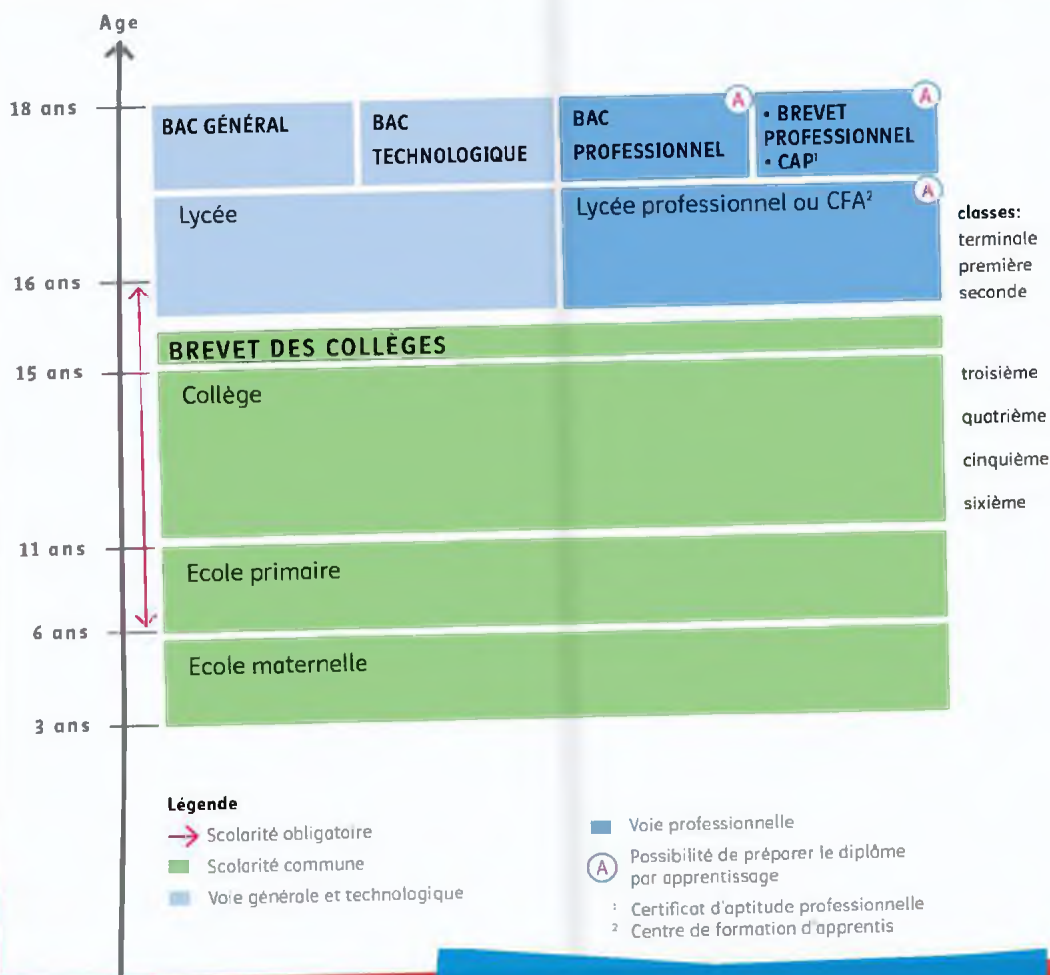 Age
18 ans
BAC GÉNÉRAL
BAC
TECHNOLOGIQUE
BAC
PROFESSIONNEL
A
• BREVET
PROFESSIONNEL
• CAP¹
A
Lycée
Lycée professionnel ou CFA²
A
classes:
terminale
première
seconde
16 ans
BREVET DES COLLÈGES
15 ans
Collège
troisième
quatrième
cinquième
sixième
11 ans
Ecole primaire
6 ans
Ecole maternelle
3 ans
Légende
Scolarité obligatoire
Scolarité commune
Voie générale et technologique
Voie professionnelle
A
Possibilité de préparer le diplôme
par apprentissage
¹ Certificat d'aptitude professionnelle
² Centre de formation d'apprentis